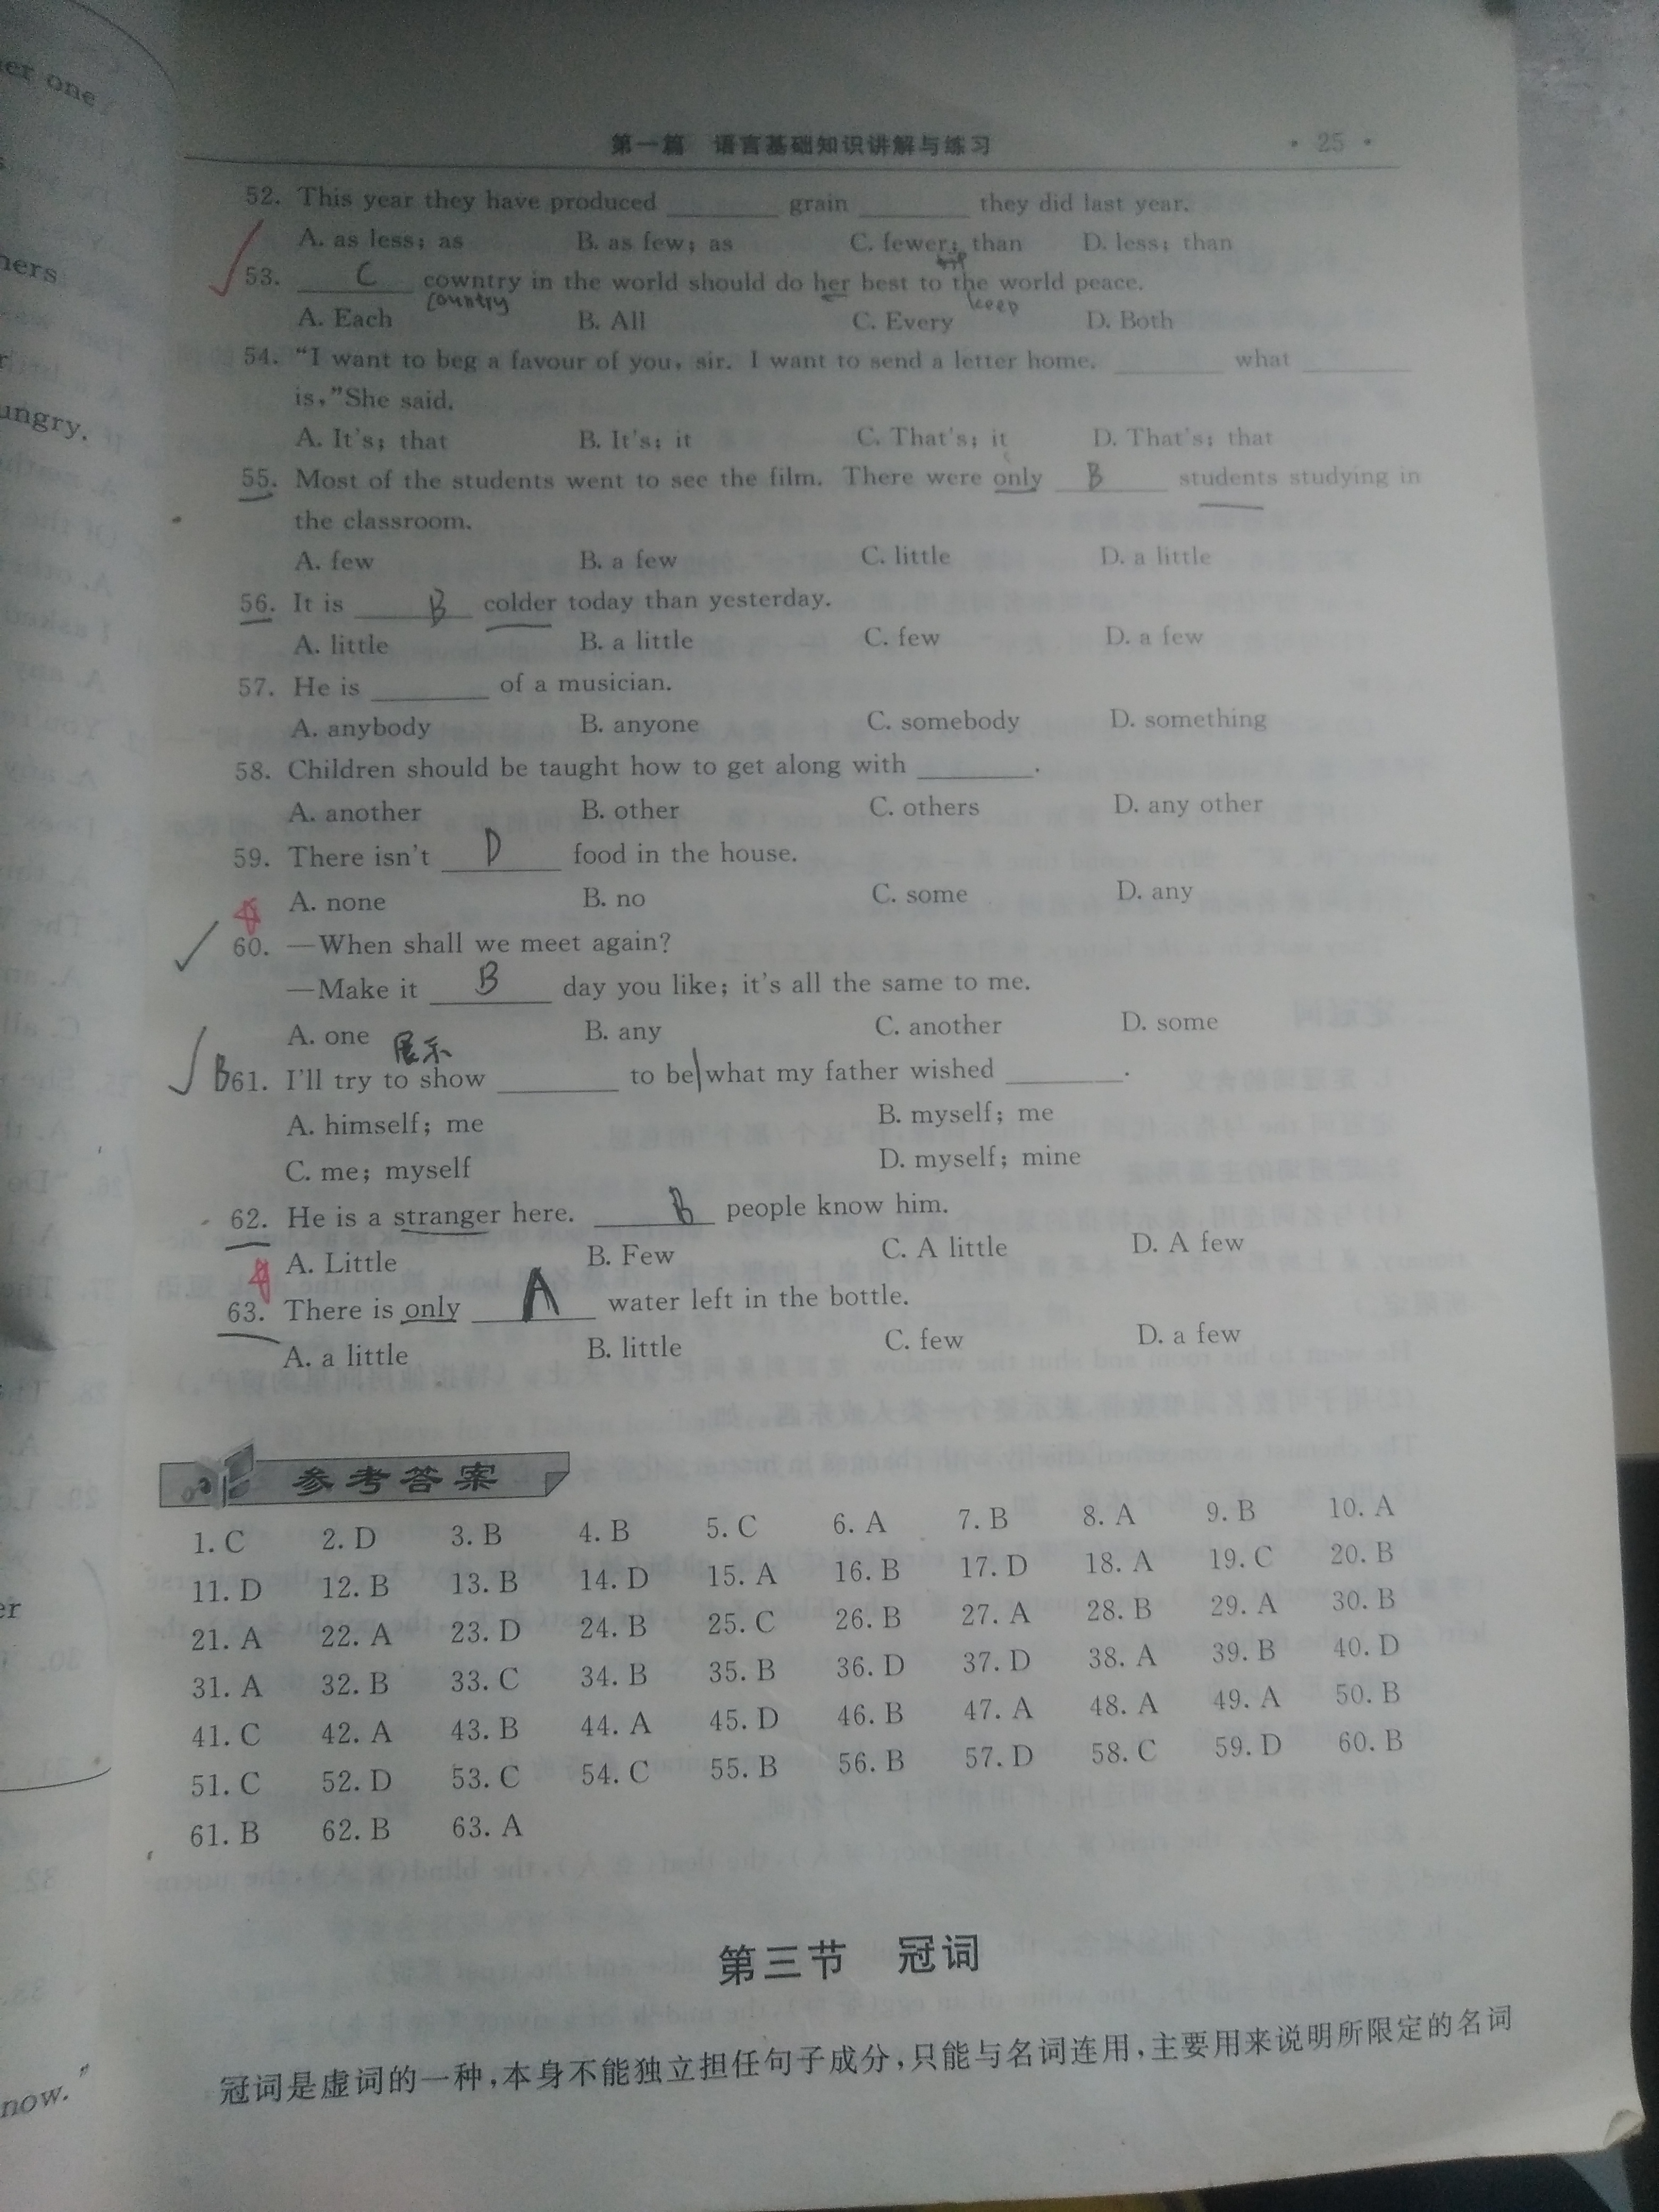 er one
hers
ungry.
er
now."
第一篇 语言基础知识讲解与练习 · 25 ·
52. This year they have produced ________ grain ________ they did last year.
A. as less; as B. as few; as C. fewer; than D. less; than
53. C cowntry in the world should do her best to the world peace.
country keep
A. Each B. All C. Every D. Both
54. "I want to beg a favour of you, sir. I want to send a letter home. ________ what ________
is,"She said.
A. It's; that B. It's; it C. That's; it D. That's; that
55. Most of the students went to see the film. There were only B students studying in
the classroom.
A. few B. a few C. little D. a little
56. It is B colder today than yesterday.
A. little B. a little C. few D. a few
57. He is ________ of a musician.
A. anybody B. anyone C. somebody D. something
58. Children should be taught how to get along with ________.
A. another B. other C. others D. any other
59. There isn't D food in the house.
A. none B. no C. some D. any
60. —When shall we meet again?
—Make it B day you like; it's all the same to me.
A. one B. any C. another D. some
展示
B 61. I'll try to show ________ to be what my father wished ________.
A. himself; me B. myself; me
C. me; myself D. myself; mine
62. He is a stranger here. B people know him.
A. Little B. Few C. A little D. A few
63. There is only A water left in the bottle.
A. a little B. little C. few D. a few
参考答案
1. C 2. D 3. B 4. B 5. C 6. A 7. B 8. A 9. B 10. A
11. D 12. B 13. B 14. D 15. A 16. B 17. D 18. A 19. C 20. B
21. A 22. A 23. D 24. B 25. C 26. B 27. A 28. B 29. A 30. B
31. A 32. B 33. C 34. B 35. B 36. D 37. D 38. A 39. B 40. D
41. C 42. A 43. B 44. A 45. D 46. B 47. A 48. A 49. A 50. B
51. C 52. D 53. C 54. C 55. B 56. B 57. D 58. C 59. D 60. B
61. B 62. B 63. A
第三节 冠词
冠词是虚词的一种,本身不能独立担任句子成分,只能与名词连用,主要用来说明所限定的名词